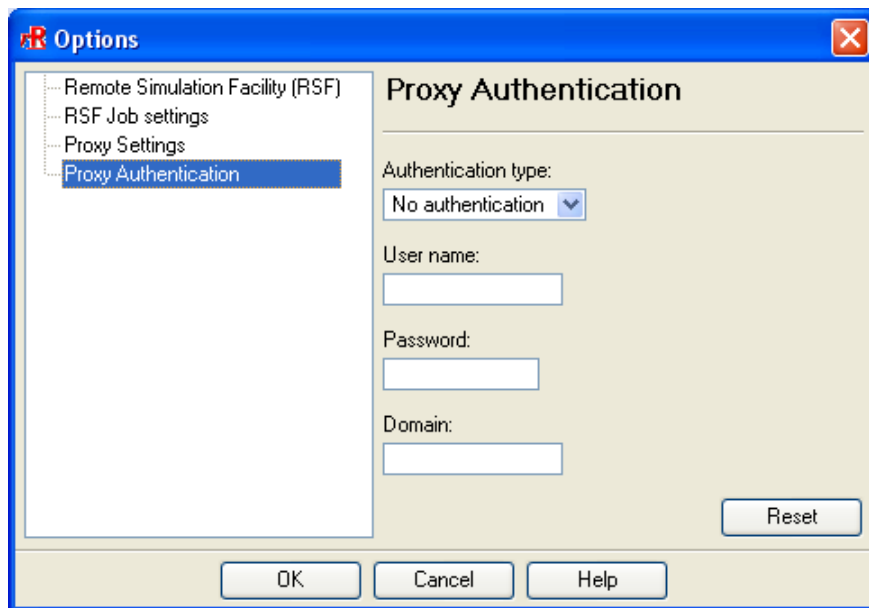 Options
Remote Simulation Facility (RSF)
RSF Job settings
Proxy Settings
Proxy Authentication
Proxy Authentication
Authentication type:
No authentication
User name:
Password:
Domain:
Reset
OK
Cancel
Help